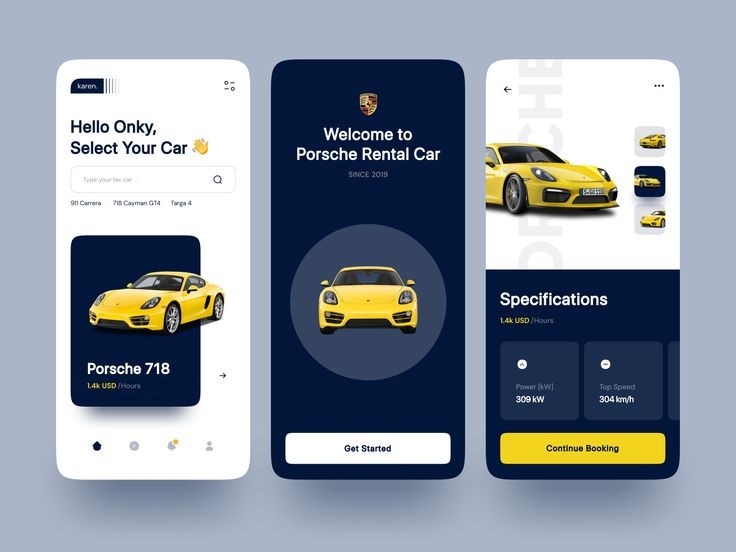 karen.
Hello Onky,
Select Your Car 👋
Type your fav car ...
911 Carrera
718 Cayman GT4
Targa 4
Porsche 718
1.4k USD /Hours
Welcome to
Porsche Rental Car
SINCE 2019
Get Started
PORSCHE
S·GO 1190
Specifications
1.4k USD /Hours
Power [kW]
309 kW
Top Speed
304 km/h
Continue Booking